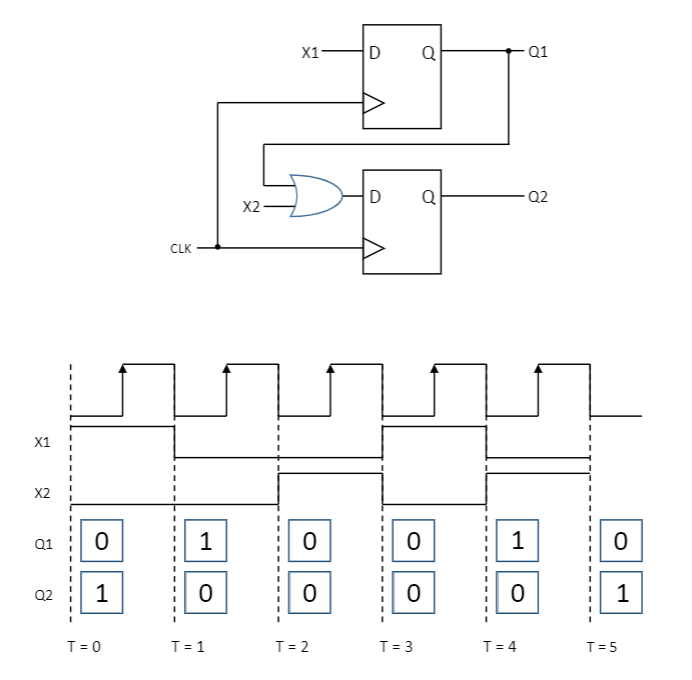 X1 D Q Q1
X2 D Q Q2
CLK
X1
X2
Q1 0 1 0 0 1 0
Q2 1 0 0 0 0 1
T = 0 T = 1 T = 2 T = 3 T = 4 T = 5